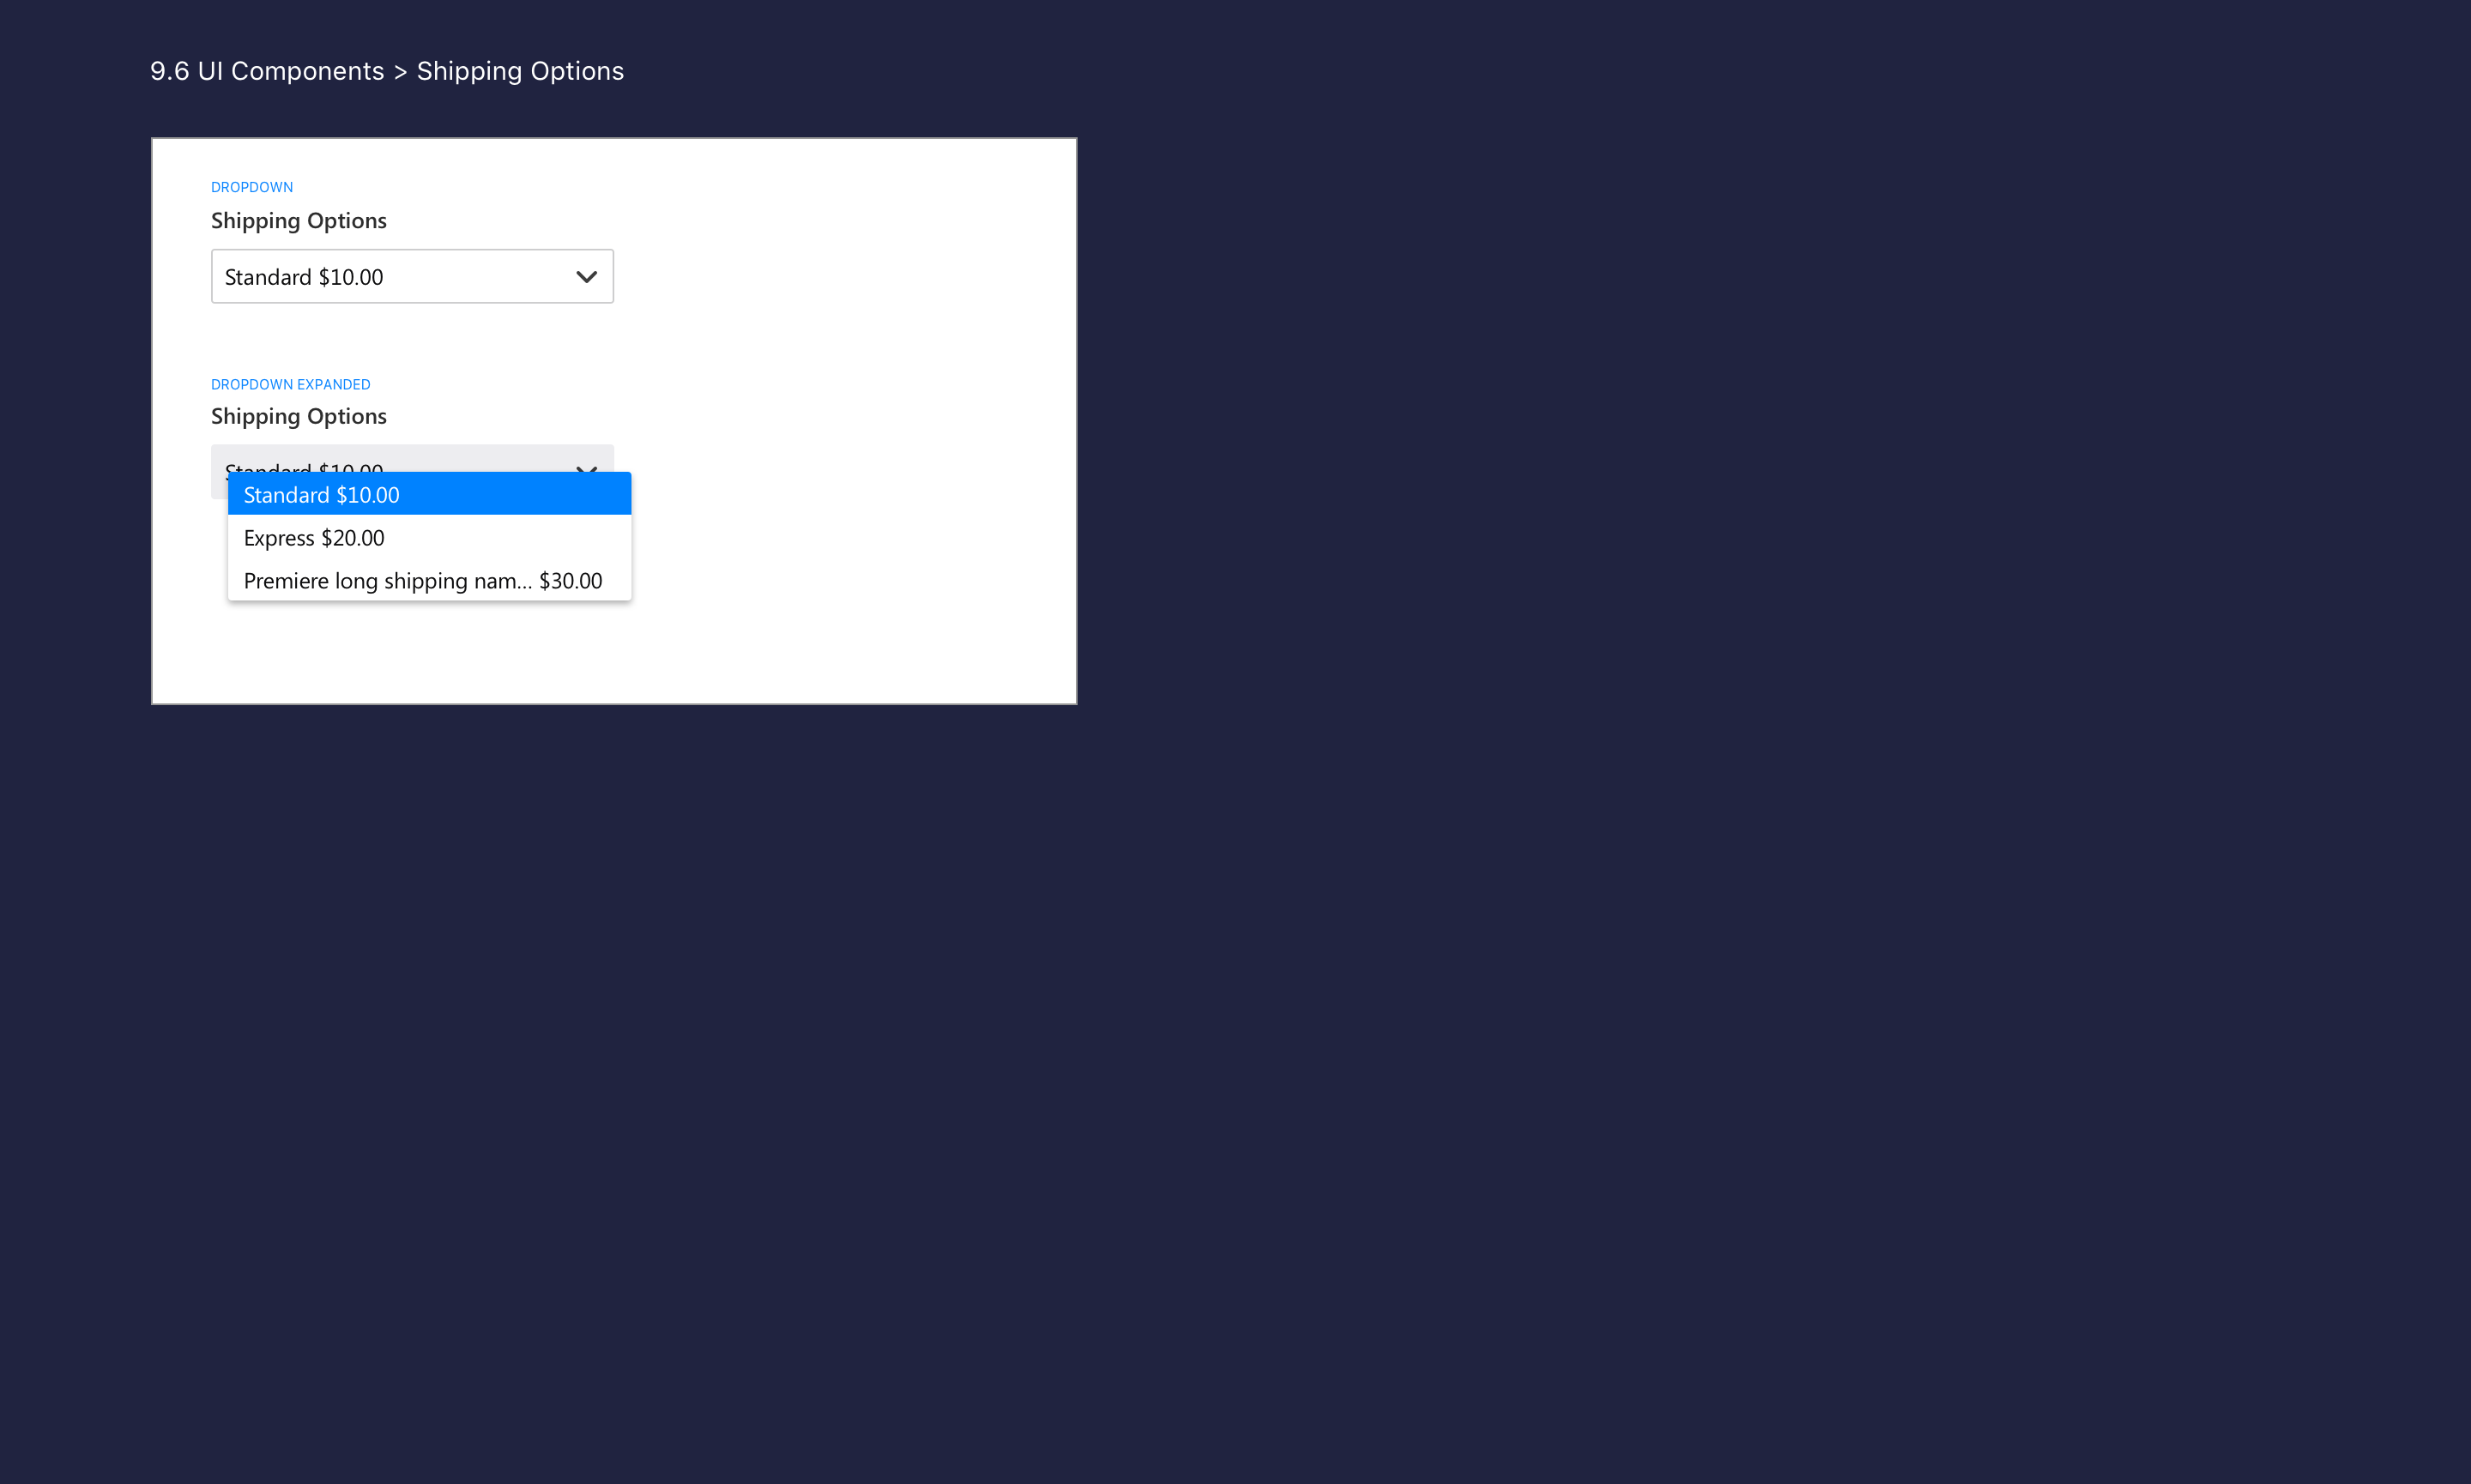 9.6 UI Components > Shipping Options
DROPDOWN
Shipping Options
Standard $10.00
DROPDOWN EXPANDED
Shipping Options
Standard $10.00
Standard $10.00
Express $20.00
Premiere long shipping nam... $30.00